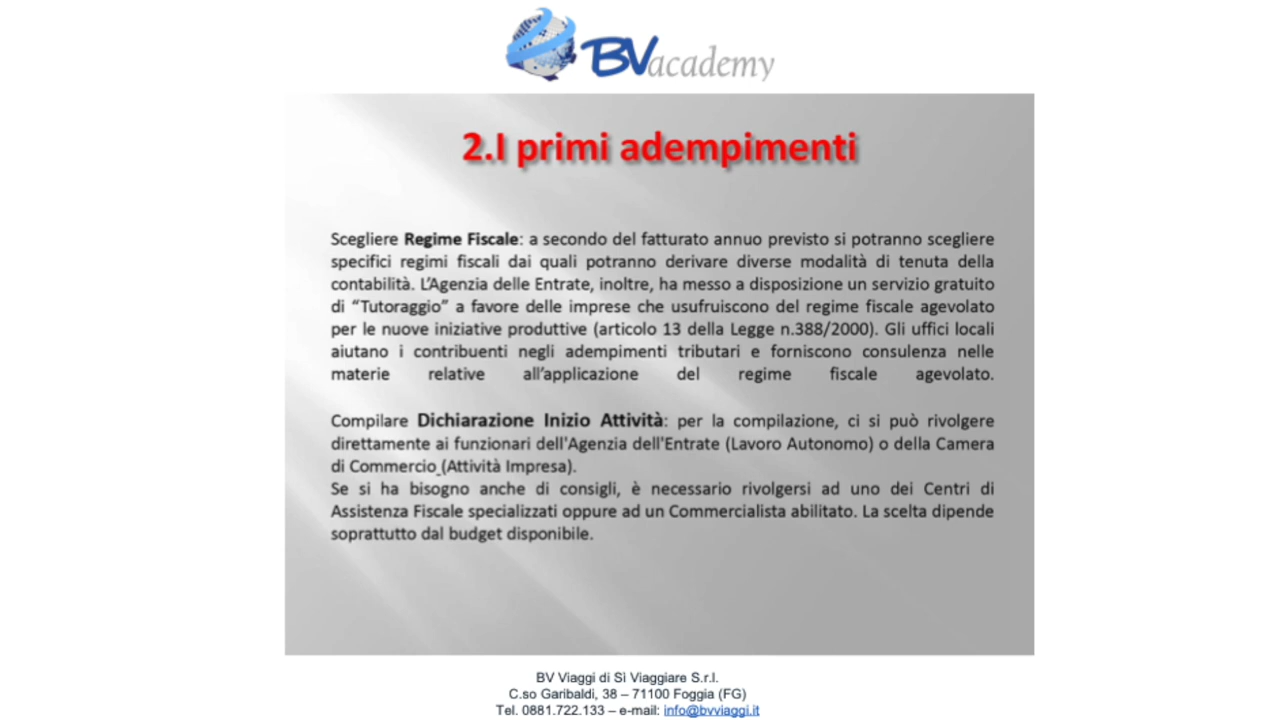 BVacademy
2.I primi adempimenti
Scegliere Regime Fiscale: a secondo del fatturato annuo previsto si potranno scegliere
specifici regimi fiscali dai quali potranno derivare diverse modalità di tenuta della
contabilità. L'Agenzia delle Entrate, inoltre, ha messo a disposizione un servizio gratuito
di “Tutoraggio” a favore delle imprese che usufruiscono del regime fiscale agevolato
per le nuove iniziative produttive (articolo 13 della Legge n.388/2000). Gli uffici locali
aiutano i contribuenti negli adempimenti tributari e forniscono consulenza nelle
materie relative all’applicazione del regime fiscale agevolato.
Compilare Dichiarazione Inizio Attività: per la compilazione, ci si può rivolgere
direttamente ai funzionari dell'Agenzia dell'Entrate (Lavoro Autonomo) o della Camera
di Commercio (Attività Impresa).
Se si ha bisogno anche di consigli, è necessario rivolgersi ad uno dei Centri di
Assistenza Fiscale specializzati oppure ad un Commercialista abilitato. La scelta dipende
soprattutto dal budget disponibile.
BV Viaggi di Sì Viaggiare S.r.l.
C.so Garibaldi, 38 – 71100 Foggia (FG)
Tel. 0881.722.133 – e-mail: info@bvviaggi.it